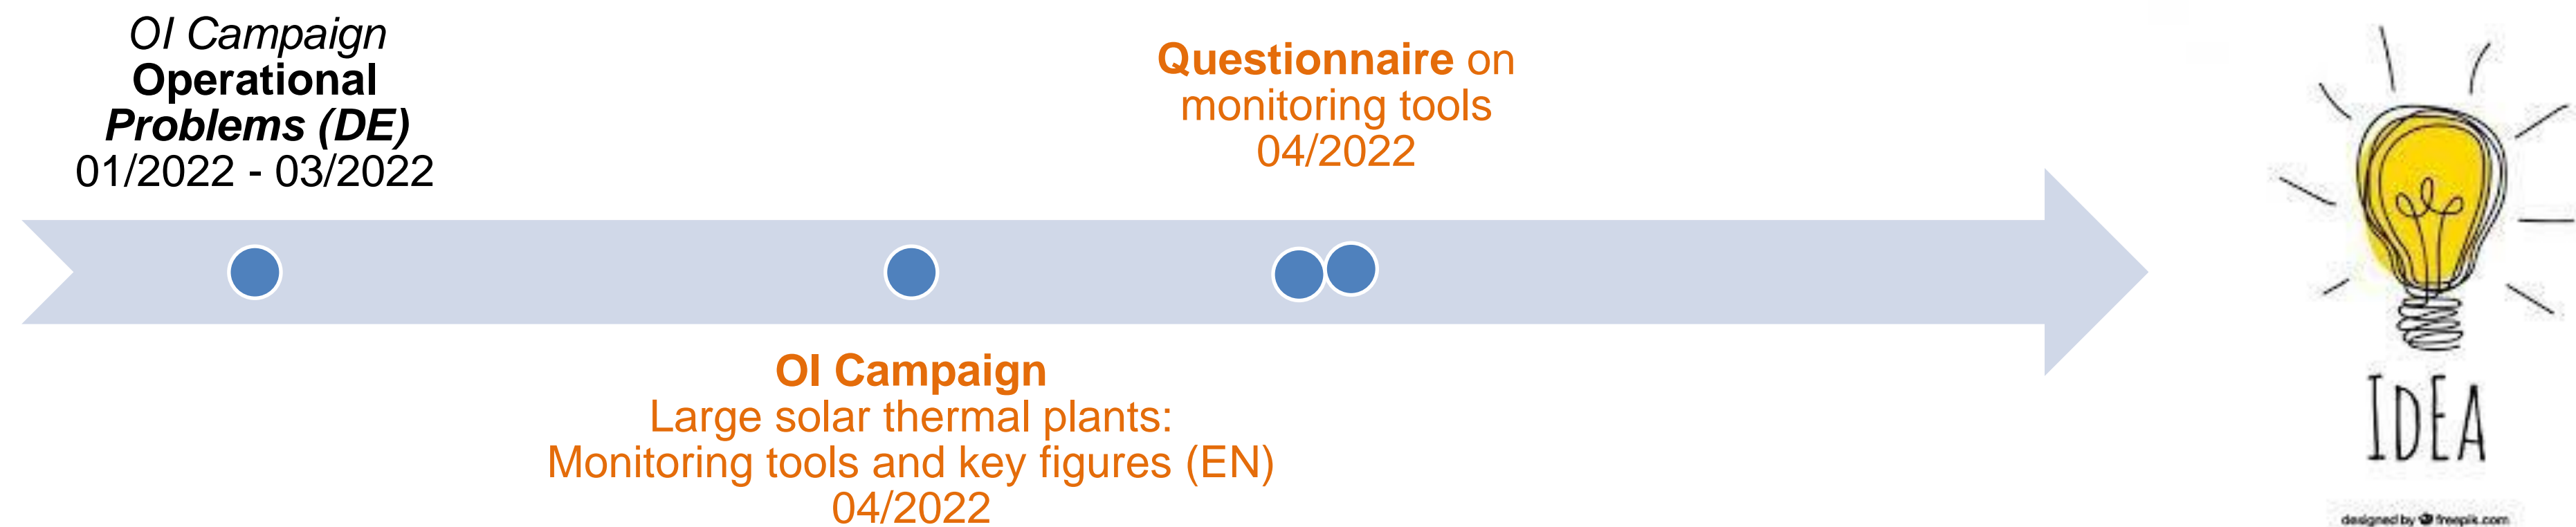 OI Campaign
Operational
Problems (DE)
01/2022 - 03/2022
Questionnaire on
monitoring tools
04/2022
OI Campaign
Large solar thermal plants:
Monitoring tools and key figures (EN)
04/2022
IDEA
designed by freepik.com